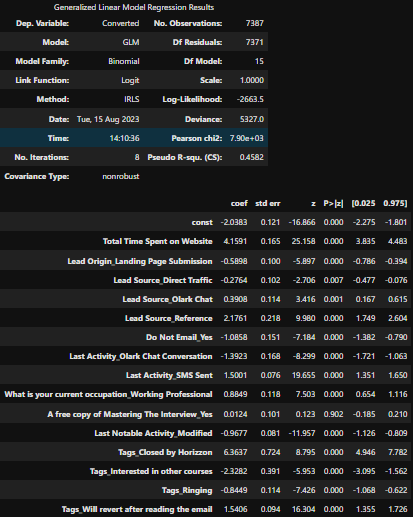 Generalized Linear Model Regression Results
Dep. Variable: Converted No. Observations: 7387
Model: GLM Df Residuals: 7371
Model Family: Binomial Df Model: 15
Link Function: Logit Scale: 1.0000
Method: IRLS Log-Likelihood: -2663.5
Date: Tue, 15 Aug 2023 Deviance: 5327.0
Time: 14:10:36 Pearson chi2: 7.90e+03
No. Iterations: 8 Pseudo R-squ. (CS): 0.4582
Covariance Type: nonrobust
coef std err z P>|z| [0.025 0.975]
const -2.0383 0.121 -16.866 0.000 -2.275 -1.801
Total Time Spent on Website 4.1591 0.165 25.158 0.000 3.835 4.483
Lead Origin_Landing Page Submission -0.5898 0.100 -5.897 0.000 -0.786 -0.394
Lead Source_Direct Traffic -0.2764 0.102 -2.706 0.007 -0.477 -0.076
Lead Source_Olark Chat 0.3908 0.114 3.416 0.001 0.167 0.615
Lead Source_Reference 2.1761 0.218 9.980 0.000 1.749 2.604
Do Not Email_Yes -1.0858 0.151 -7.184 0.000 -1.382 -0.790
Last Activity_Olark Chat Conversation -1.3923 0.168 -8.299 0.000 -1.721 -1.063
Last Activity_SMS Sent 1.5001 0.076 19.655 0.000 1.351 1.650
What is your current occupation_Working Professional 0.8849 0.118 7.503 0.000 0.654 1.116
A free copy of Mastering The Interview_Yes 0.0124 0.101 0.123 0.902 -0.185 0.210
Last Notable Activity_Modified -0.9677 0.081 -11.957 0.000 -1.126 -0.809
Tags_Closed by Horizzon 6.3637 0.724 8.795 0.000 4.946 7.782
Tags_Interested in other courses -2.3282 0.391 -5.953 0.000 -3.095 -1.562
Tags_Ringing -0.8449 0.114 -7.426 0.000 -1.068 -0.622
Tags_Will revert after reading the email 1.5406 0.094 16.304 0.000 1.355 1.726